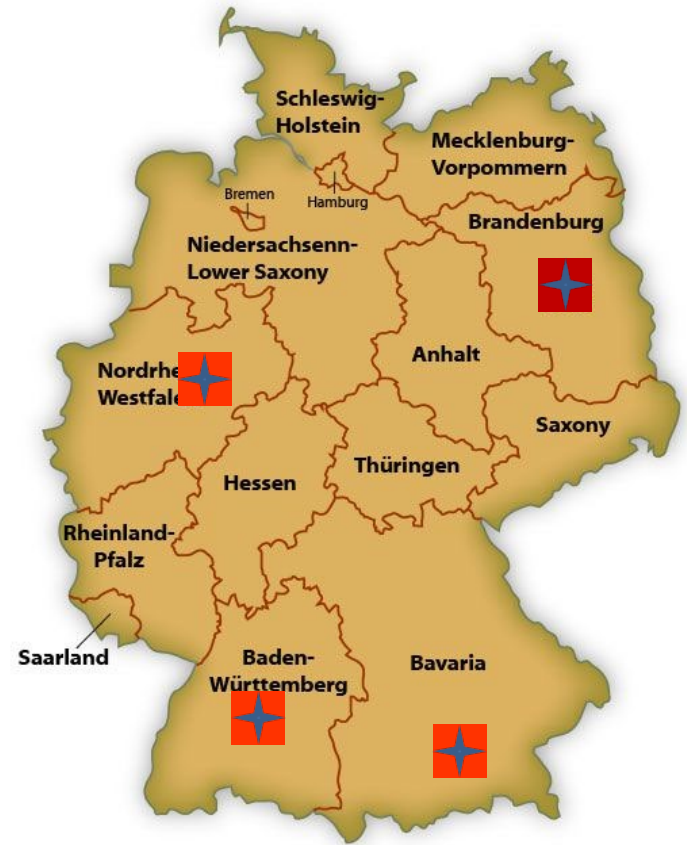 Schleswig-
Holstein
Mecklenburg-
Vorpommern
Bremen
Hamburg
Brandenburg
Niedersachsenn-
Lower Saxony
Anhalt
Nordrhe
Westfale
Saxony
Thüringen
Hessen
Rheinland-
Pfalz
Saarland
Baden-
Württemberg
Bavaria